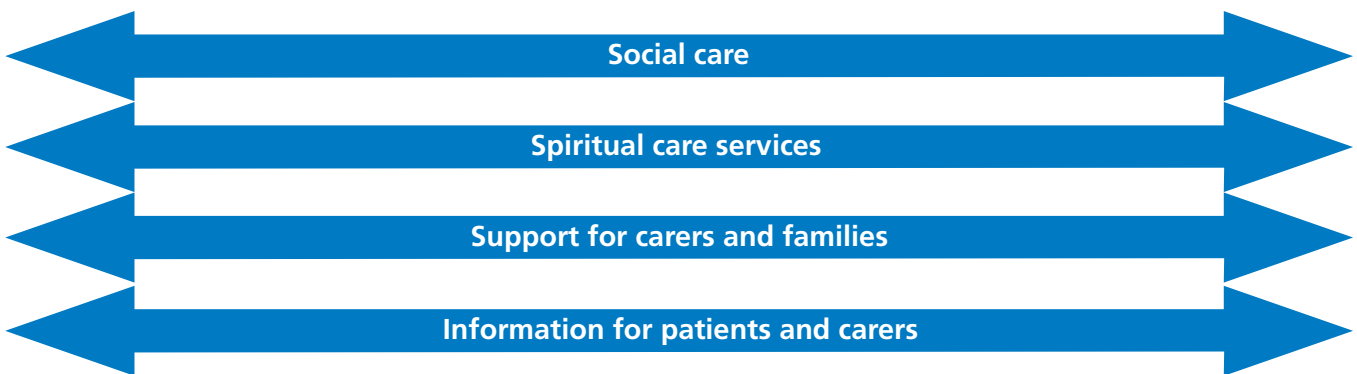 Social care
Spiritual care services
Support for carers and families
Information for patients and carers